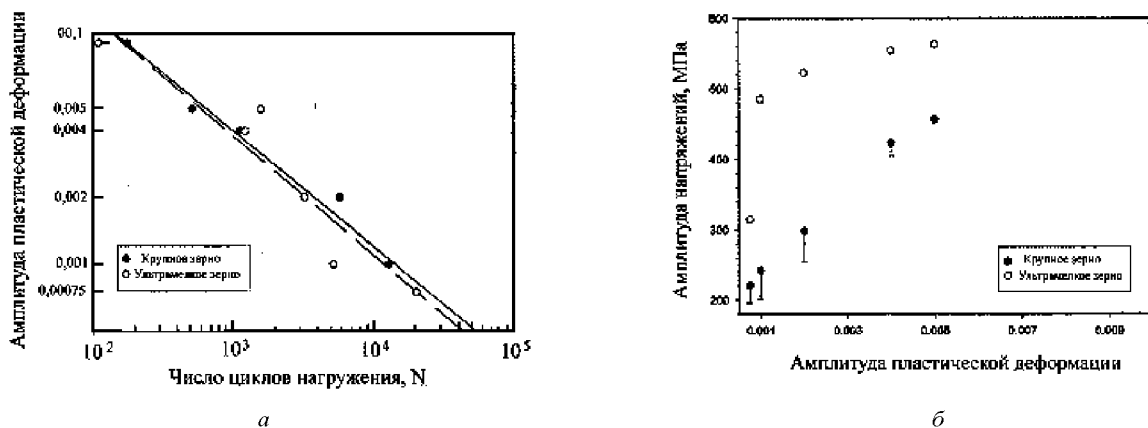 Амплитуда пластической деформации
00,1
0,005
0,004
0,002
0,001
0,00075
Крупное зерно
Ультрамелкое зерно
10² 10³ 10⁴ 10⁵
Число циклов нагружения, N
а
Амплитуда напряжений, МПа
600
500
400
300
200
Крупное зерно
Ультрамелкое зерно
0.001 0.003 0.005 0.007 0.009
Амплитуда пластической деформации
б